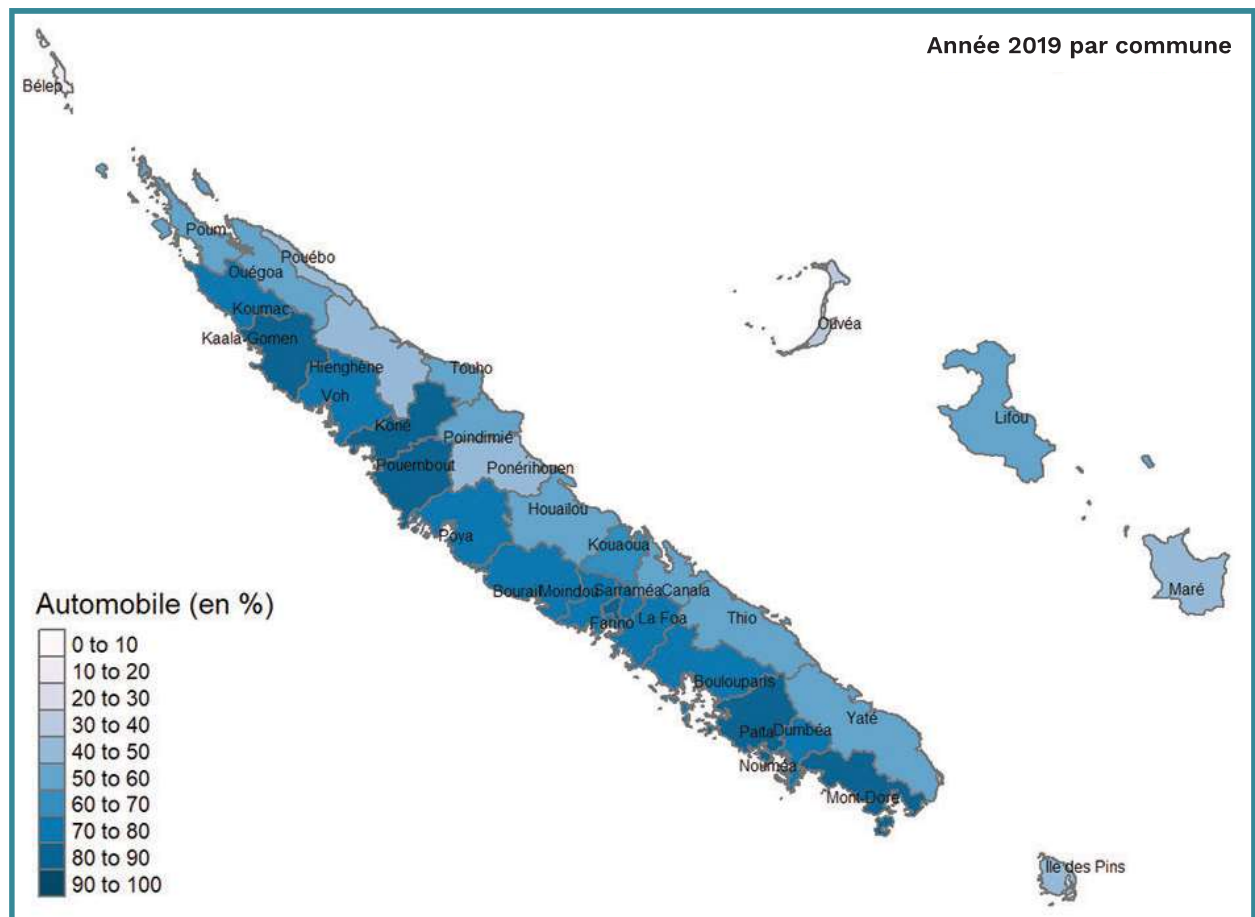 Année 2019 par commune
Bélep
Poum
Pouébo
Ouégoa
Koumac
Kaala-Gomen
Ouvéa
Hienghène
Touho
Voh
Lifou
Koné
Poindimié
Pouembout
Ponérihouen
Houaïlou
Poya
Kouaoua
Bourail
Moindou
Sarraméa
Canala
Maré
Farino
La Foa
Thio
Boulouparis
Yaté
Paita
Dumbéa
Nouméa
Mont-Dore
Ile des Pins
Automobile (en %)
0 to 10
10 to 20
20 to 30
30 to 40
40 to 50
50 to 60
60 to 70
70 to 80
80 to 90
90 to 100